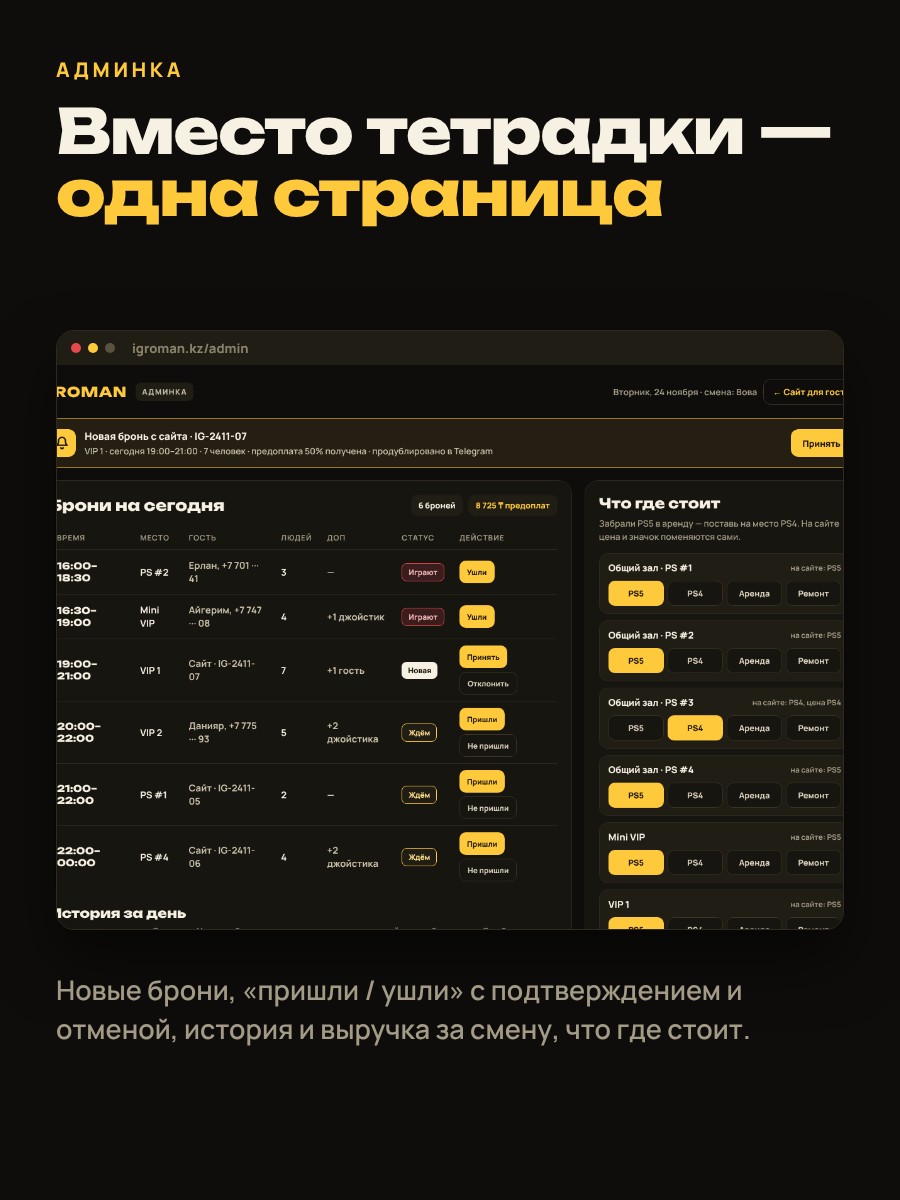 АДМИНКА
Вместо тетрадки —
одна страница
igroman.kz/admin
ROMAN АДМИНКА
Вторник, 24 ноября · смена: Вова
← Сайт для гост
Новая бронь с сайта · IG-2411-07
VIP 1 · сегодня 19:00–21:00 · 7 человек · предоплата 50% получена · продублировано в Telegram
Принять
Брони на сегодня
6 броней
8 725 ₸ предоплат
ВРЕМЯ МЕСТО ГОСТЬ ЛЮДЕЙ ДОП СТАТУС ДЕЙСТВИЕ
16:00–
18:30
PS #2
Ерлан, +7 701 ···
41
3
—
Играют
Ушли
16:30–
19:00
Mini
VIP
Айгерим, +7 747
··· 08
4
+1 джойстик
Играют
Ушли
19:00–
21:00
VIP 1
Сайт · IG-2411-
07
7
+1 гость
Новая
Принять
Отклонить
20:00–
22:00
VIP 2
Данияр, +7 775
··· 93
5
+2
джойстика
Ждём
Пришли
Не пришли
21:00–
22:00
PS #1
Сайт · IG-2411-
05
2
—
Ждём
Пришли
Не пришли
22:00–
00:00
PS #4
Сайт · IG-2411-
06
4
+2
джойстика
Ждём
Пришли
Не пришли
История за день
Что где стоит
Забрали PS5 в аренду — поставь на место PS4. На сайте
цена и значок поменяются сами.
Общий зал · PS #1
на сайте: PS5
PS5 PS4 Аренда Ремонт
Общий зал · PS #2
на сайте: PS5
PS5 PS4 Аренда Ремонт
Общий зал · PS #3
на сайте: PS4, цена PS4
PS5 PS4 Аренда Ремонт
Общий зал · PS #4
на сайте: PS5
PS5 PS4 Аренда Ремонт
Mini VIP
на сайте: PS5
PS5 PS4 Аренда Ремонт
VIP 1
на сайте: PS5
PS5 PS4 Аренда Ремонт
Новые брони, «пришли / ушли» с подтверждением и
отменой, история и выручка за смену, что где стоит.